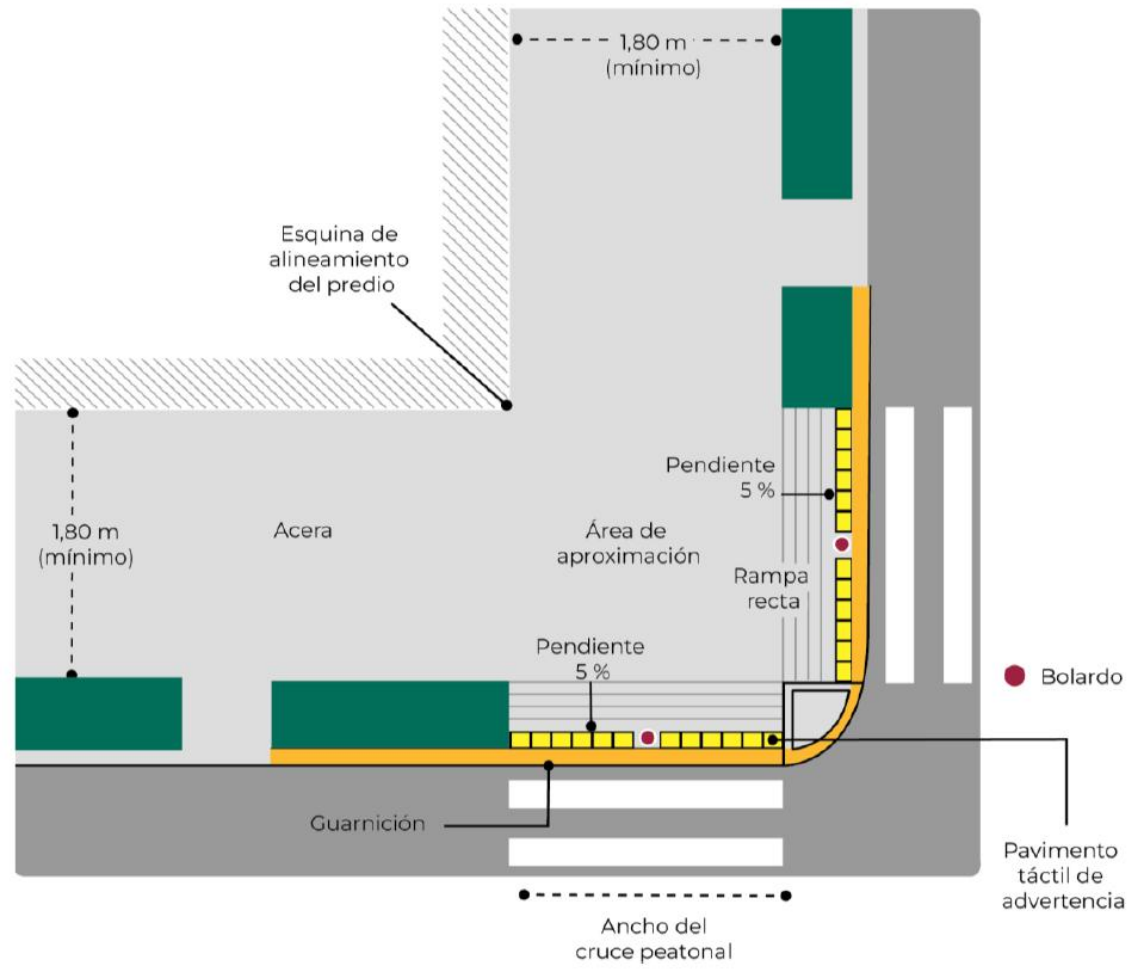 1,80 m
(mínimo)
Esquina de
alineamiento
del predio
Pendiente
5 %
1,80 m
(mínimo)
Acera
Área de
aproximación
Rampa
recta
Pendiente
5 %
Bolardo
Guarnición
Pavimento
táctil de
advertencia
Ancho del
cruce peatonal